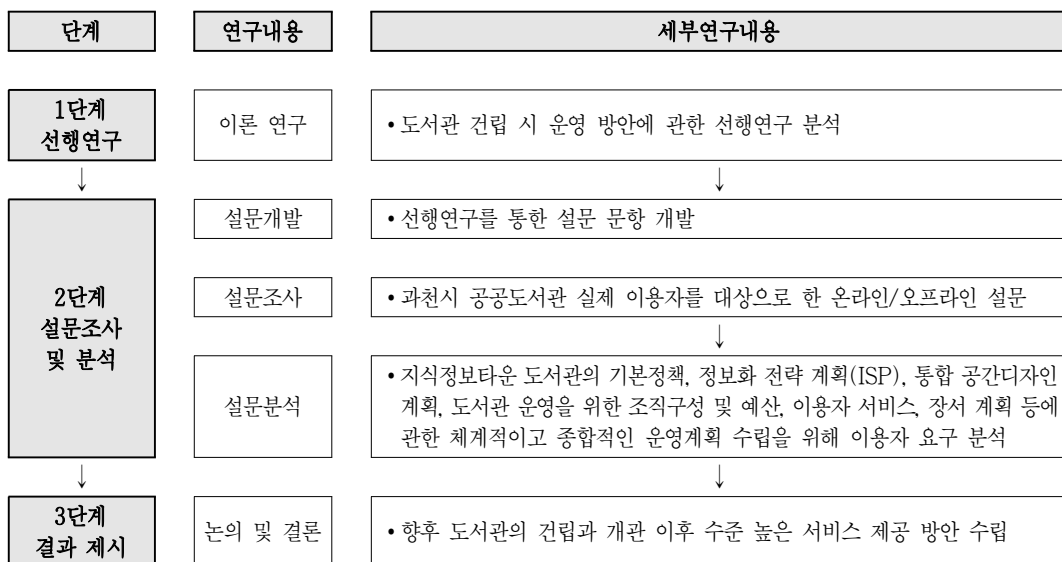 단계
연구내용
세부연구내용
1단계
선행연구
이론 연구
• 도서관 건립 시 운영 방안에 관한 선행연구 분석
↓
↓
2단계
설문조사
및 분석
설문개발
• 선행연구를 통한 설문 문항 개발
설문조사
• 과천시 공공도서관 실제 이용자를 대상으로 한 온라인/오프라인 설문
↓
설문분석
• 지식정보타운 도서관의 기본정책, 정보화 전략 계획(ISP), 통합 공간디자인
계획, 도서관 운영을 위한 조직구성 및 예산, 이용자 서비스, 장서 계획 등에
관한 체계적이고 종합적인 운영계획 수립을 위해 이용자 요구 분석
↓
↓
3단계
결과 제시
논의 및 결론
• 향후 도서관의 건립과 개관 이후 수준 높은 서비스 제공 방안 수립